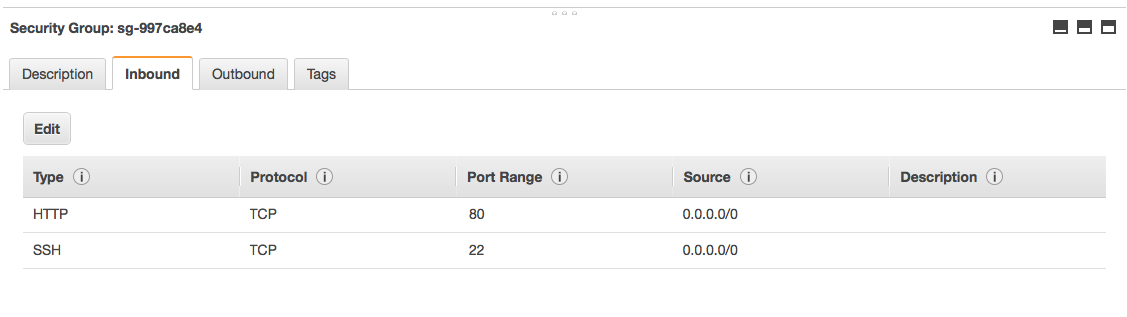 Security Group: sg-997ca8e4
Description Inbound Outbound Tags
Edit
Type Protocol Port Range Source Description
HTTP TCP 80 0.0.0.0/0
SSH TCP 22 0.0.0.0/0